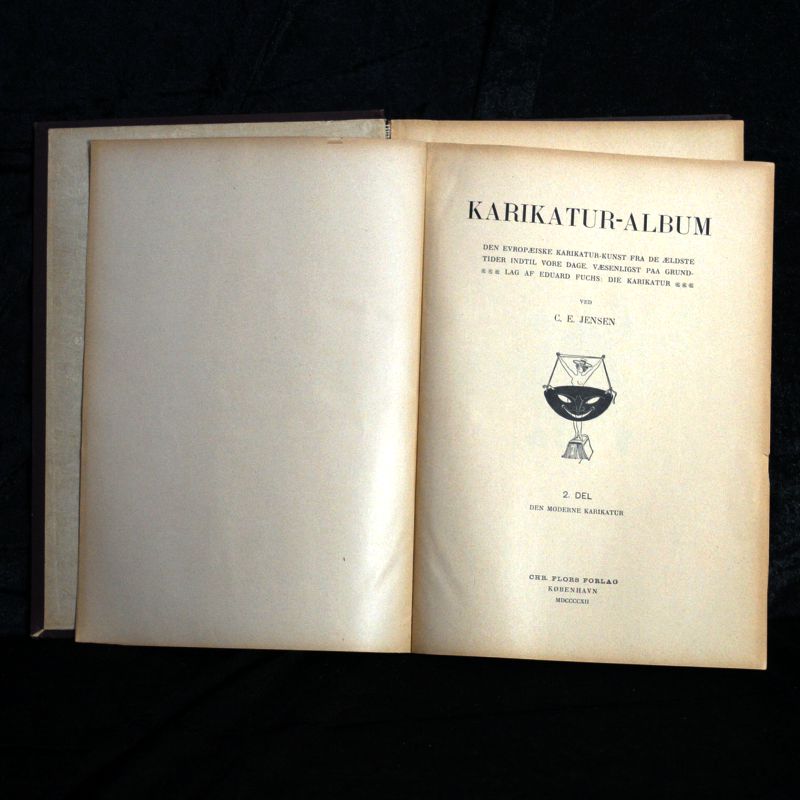 KARIKATUR-ALBUM
DEN EVROPÆISKE KARIKATUR-KUNST FRA DE ÆLDSTE
TIDER INDTIL VORE DAGE. VÆSENLIGST PAA GRUND-
LAG AF EDUARD FUCHS: DIE KARIKATUR
VED
C. E. JENSEN
2. DEL
DEN MODERNE KARIKATUR
CHR. FLORS FORLAG
KØBENHAVN
MDCCCCXII